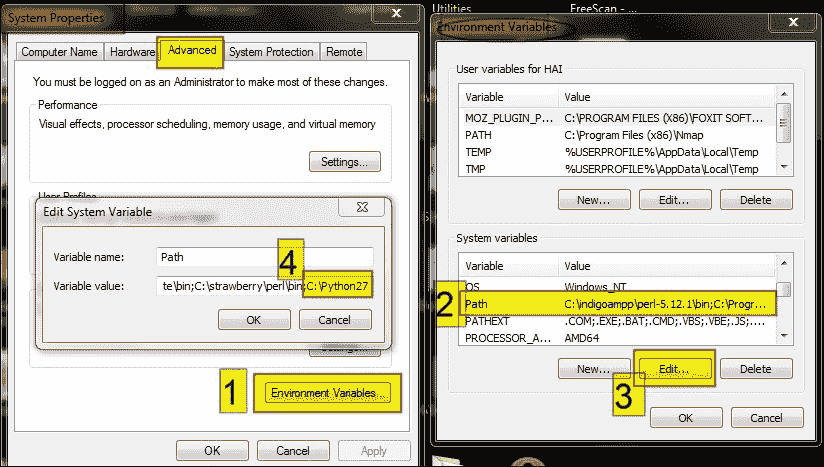 System Properties
Computer Name
Hardware
Advanced
System Protection
Remote
You must be logged on as an Administrator to make most of these changes.
Performance
Visual effects, processor scheduling, memory usage, and virtual memory
Settings...
User Profiles
Edit System Variable
Variable name:
Path
4
Variable value:
te\bin;C:\strawberry\perl\bin;C:\Python27
OK
Cancel
1
Environment Variables...
OK
Cancel
Apply
Utilities
FreeScan - ...
Environment Variables
User variables for HAI
Variable Value
MOZ_PLUGIN_P... C:\PROGRAM FILES (x86)\FOXIT SOFT...
PATH C:\Program Files (x86)\Nmap
TEMP %USERPROFILE%\AppData\Local\Temp
TMP %USERPROFILE%\AppData\Local\Temp
New...
Edit...
Delete
System variables
Variable Value
OS Windows_NT
2
Path C:\indigoampp\perl-5.12.1\bin;C:\Progr...
PATHEXT .COM;.EXE;.BAT;.CMD;.VBS;.VBE;.JS;....
PROCESSOR_A... AMD64
New...
Edit...
Delete
3
OK
Cancel